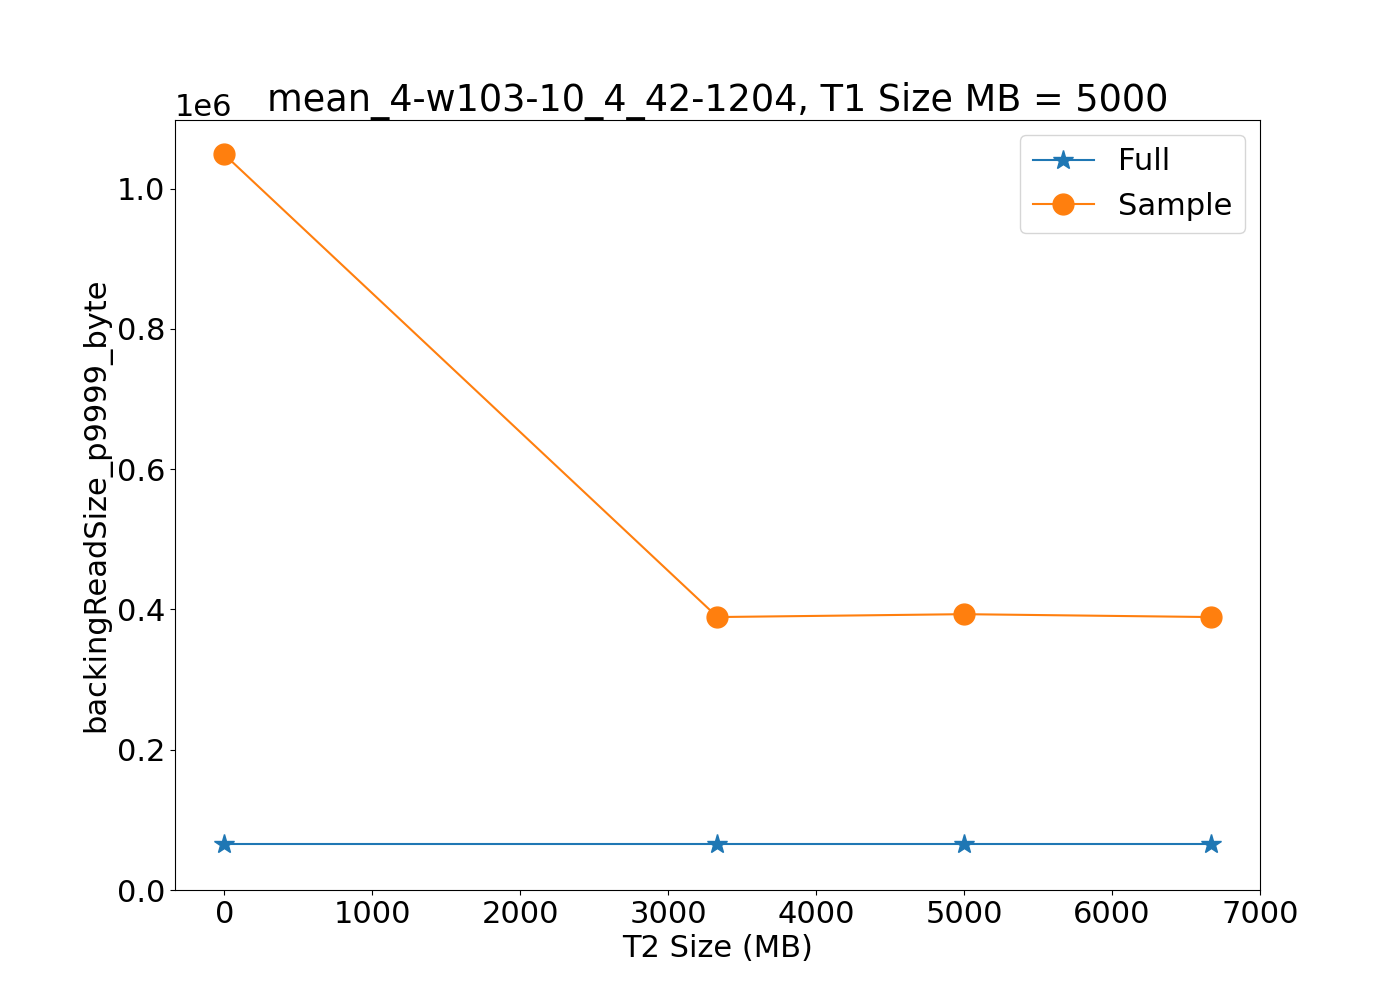 1e6
mean_4-w103-10_4_42-1204, T1 Size MB = 5000
Full
Sample
backingReadSize_p9999_byte
1.0
0.8
0.6
0.4
0.2
0.0
0 1000 2000 3000 4000 5000 6000 7000
T2 Size (MB)